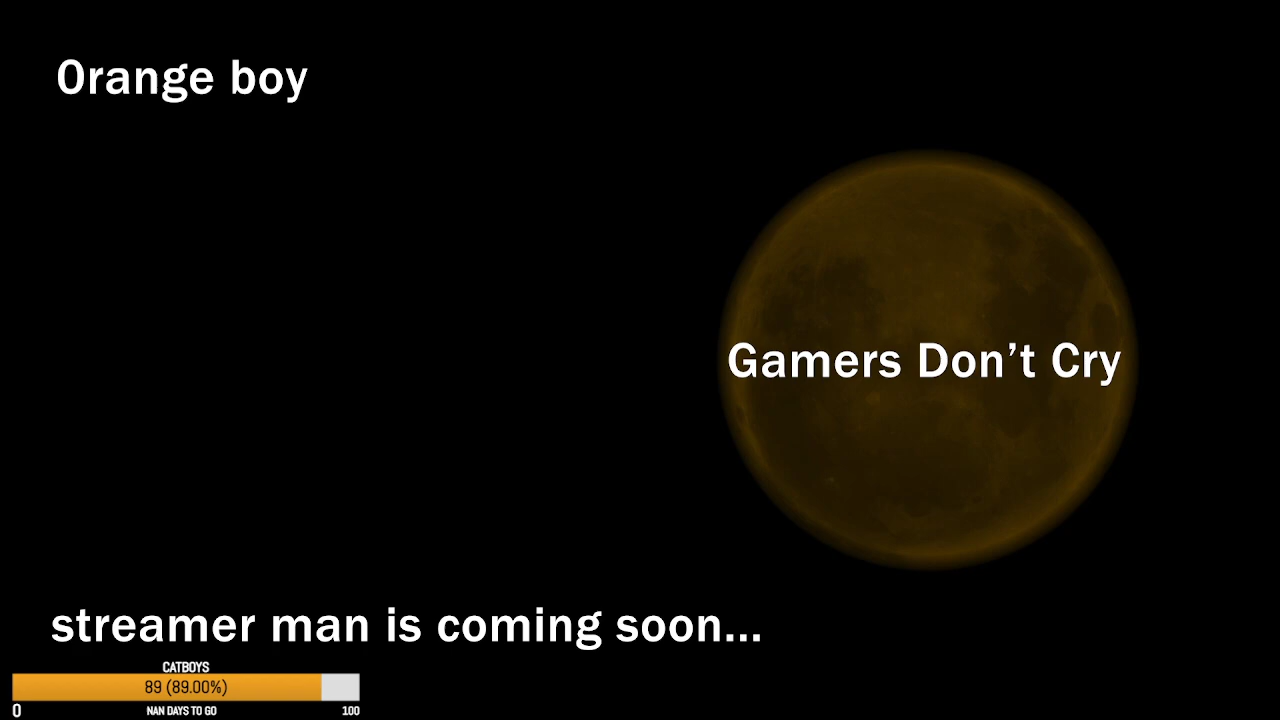 Orange boy
Gamers Don’t Cry
streamer man is coming soon...
CATBOYS
89 (89.00%)
0 NAN DAYS TO GO 100